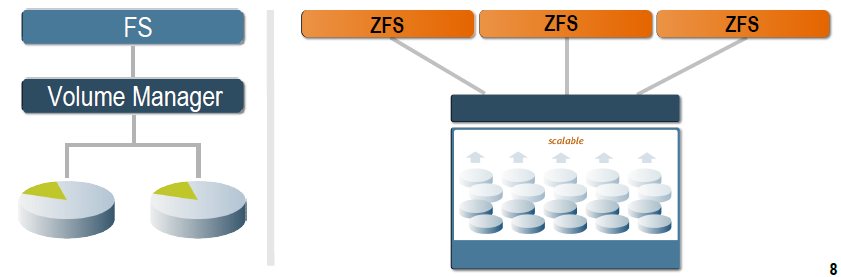 FS
Volume Manager
ZFS
ZFS
ZFS
scalable
8